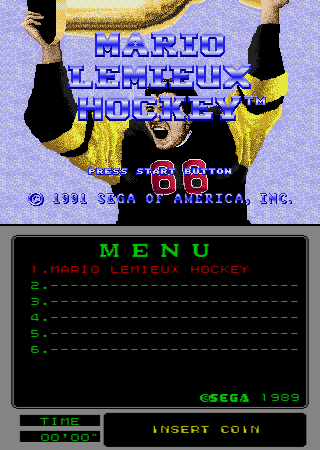 MARIO
LEMIEUX
HOCKEY™
PRESS START BUTTON
66
© 1991 SEGA OF AMERICA, INC.
MENU
1.MARIO LEMIEUX HOCKEY
2.-----------------------
3.-----------------------
4.-----------------------
5.-----------------------
6.-----------------------
©SEGA 1989
TIME
00'00"
INSERT COIN